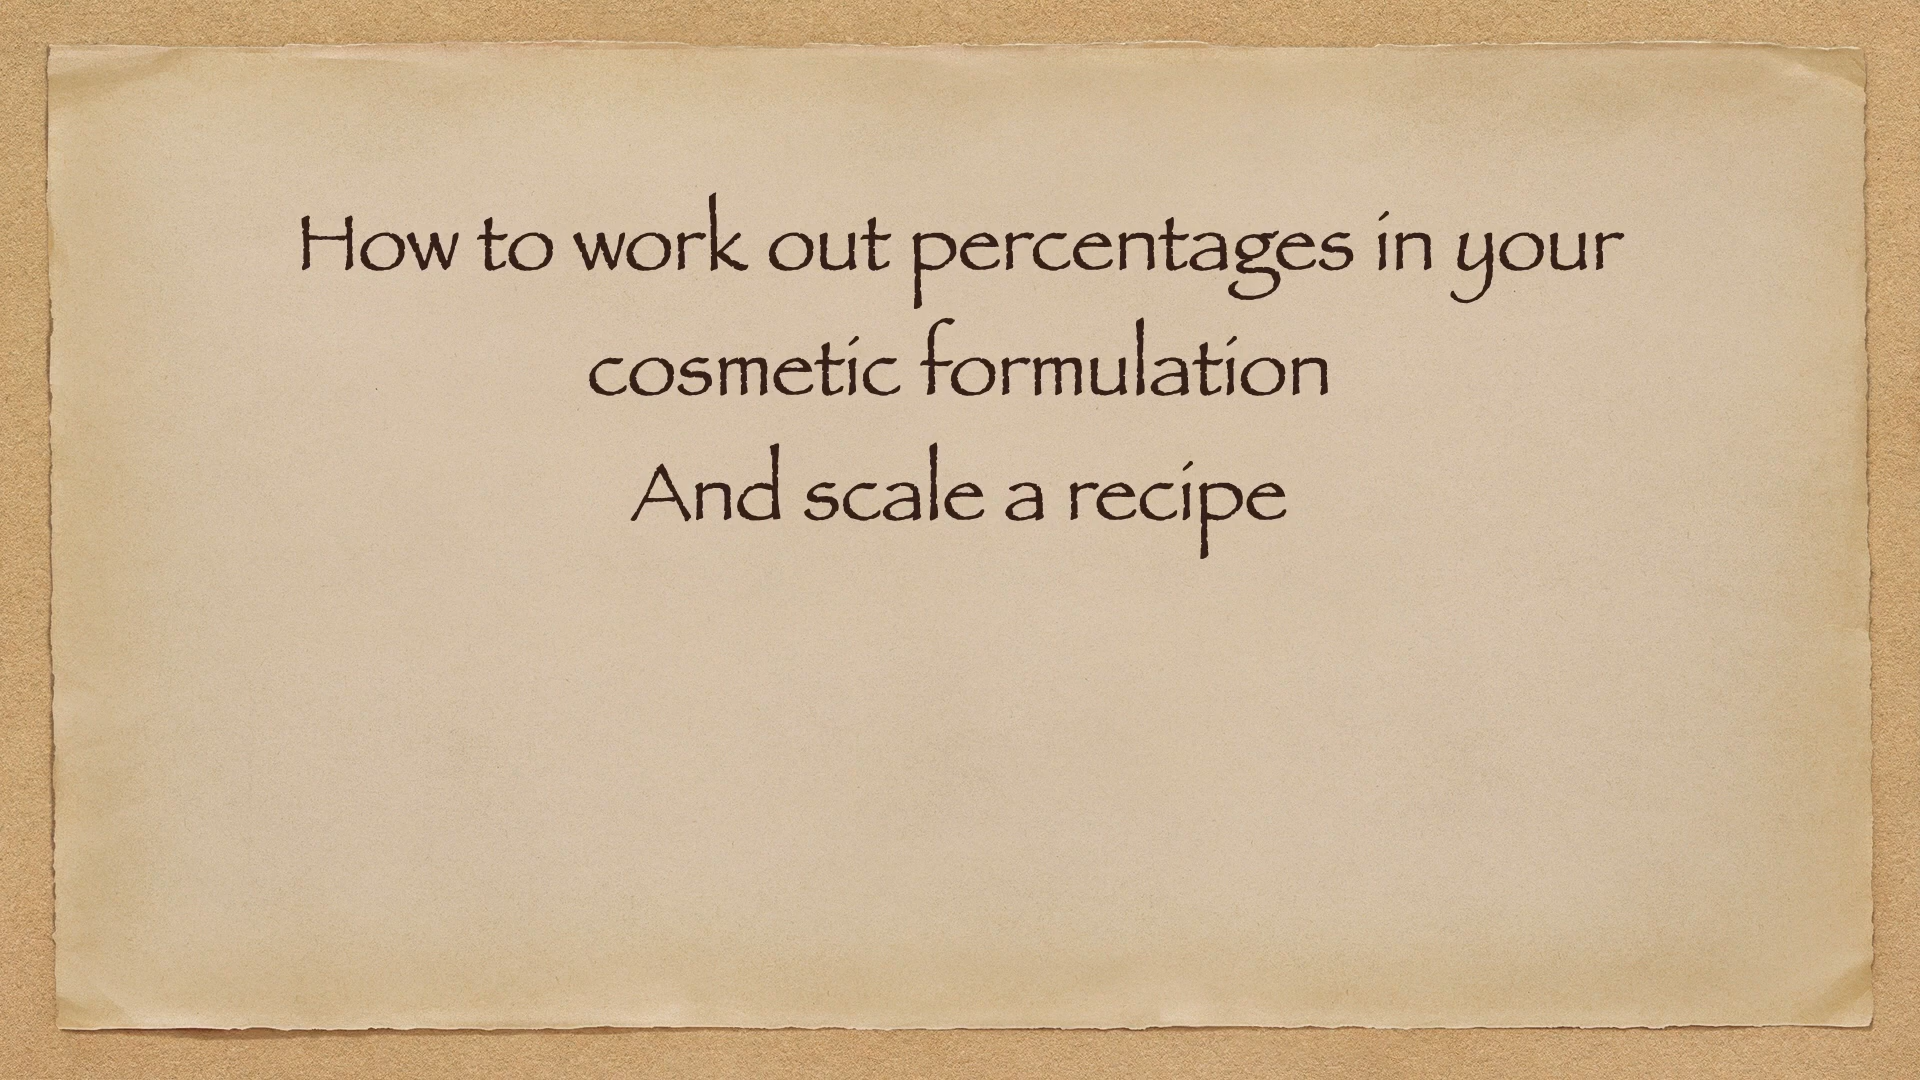 How to work out percentages in your
cosmetic formulation
And scale a recipe